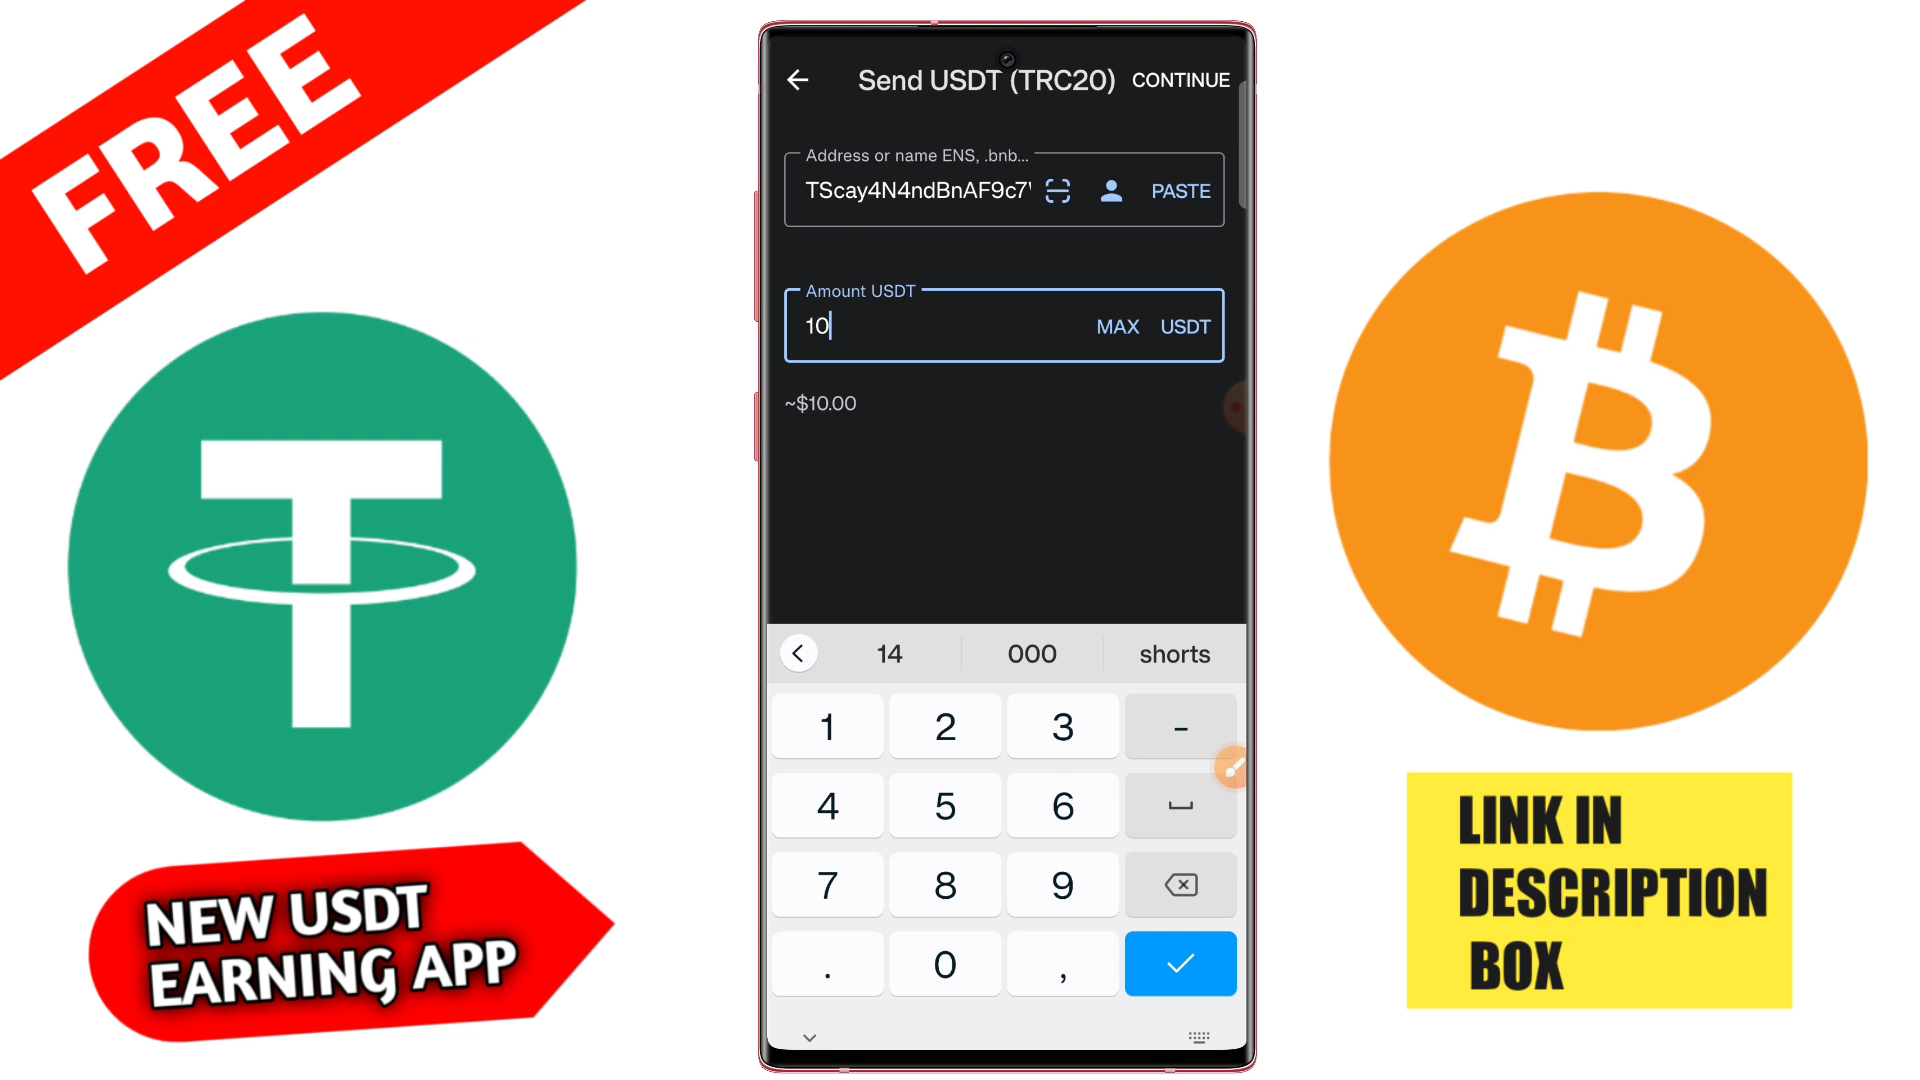 FREE
Send USDT (TRC20) CONTINUE
Address or name ENS, .bnb...
TScay4N4ndBnAF9c7 PASTE
Amount USDT
10 MAX USDT
~$10.00
14 000 shorts
1 2 3 -
4 5 6
7 8 9
. 0 ,
NEW USDT
EARNING APP
LINK IN
DESCRIPTION
BOX